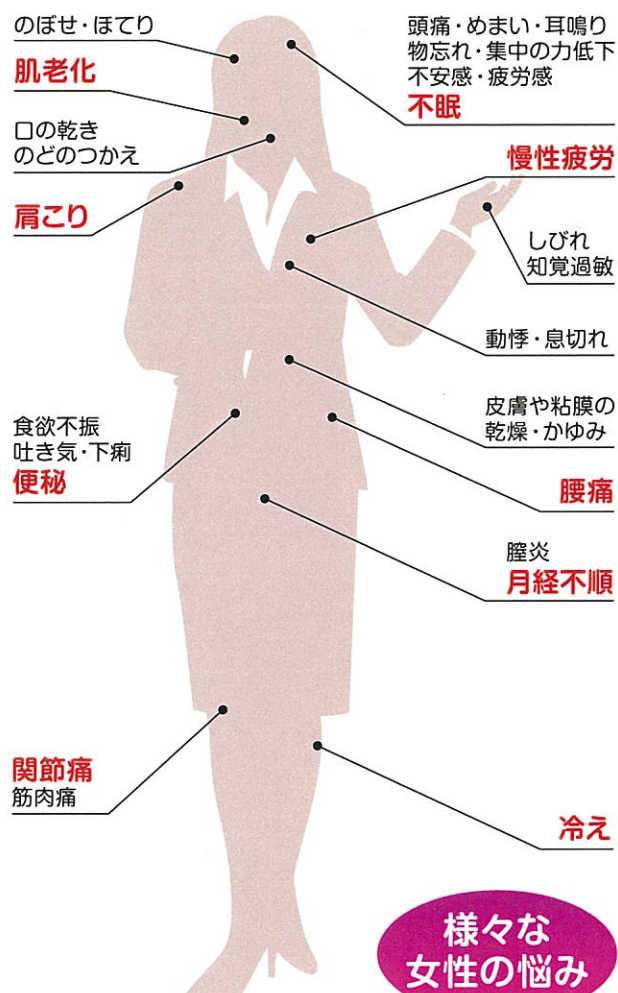 のぼせ・ほてり
肌老化
口の乾き
のどのつかえ
肩こり
頭痛・めまい・耳鳴り
物忘れ・集中の力低下
不安感・疲労感
不眠
慢性疲労
しびれ
知覚過敏
動悸・息切れ
皮膚や粘膜の
乾燥・かゆみ
食欲不振
吐き気・下痢
便秘
腰痛
膣炎
月経不順
関節痛
筋肉痛
冷え
様々な
女性の悩み